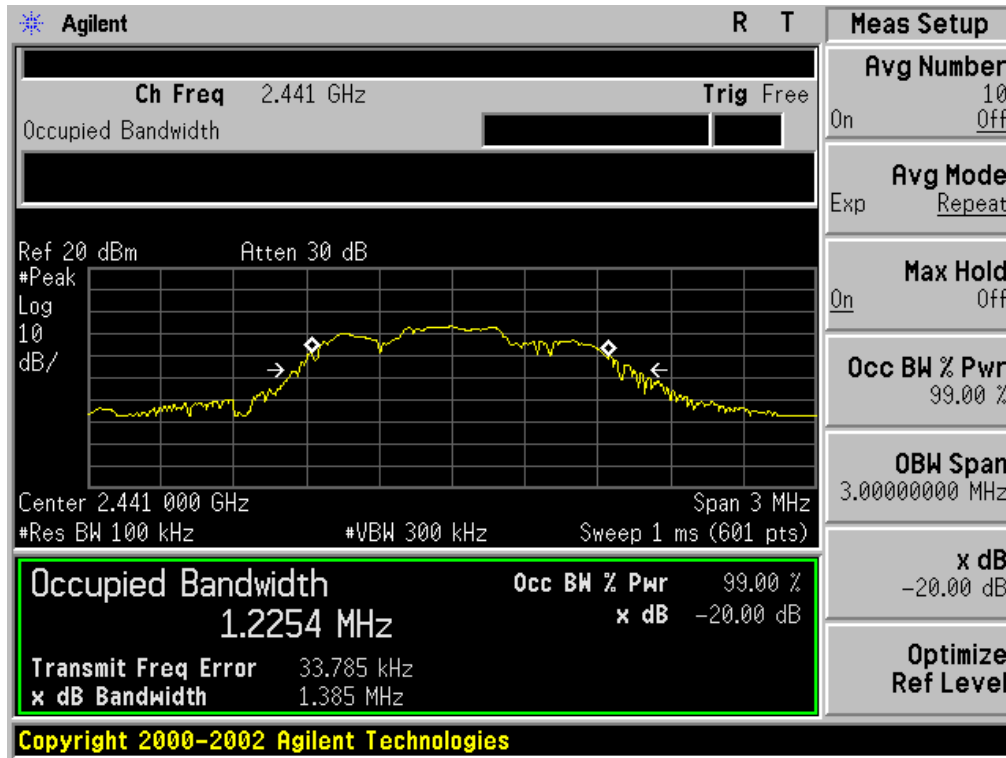 Agilent R T
Ch Freq 2.441 GHz Trig Free
Occupied Bandwidth
Ref 20 dBm Atten 30 dB
#Peak
Log
10
dB/
Center 2.441 000 GHz Span 3 MHz
#Res BW 100 kHz #VBW 300 kHz Sweep 1 ms (601 pts)
Occupied Bandwidth Occ BW % Pwr 99.00 %
1.2254 MHz x dB -20.00 dB
Transmit Freq Error 33.785 kHz
x dB Bandwidth 1.385 MHz
Copyright 2000-2002 Agilent Technologies
Meas Setup
Avg Number
10
On Off
Avg Mode
Exp Repeat
Max Hold
On Off
Occ BW % Pwr
99.00 %
OBW Span
3.00000000 MHz
x dB
-20.00 dB
Optimize
Ref Level